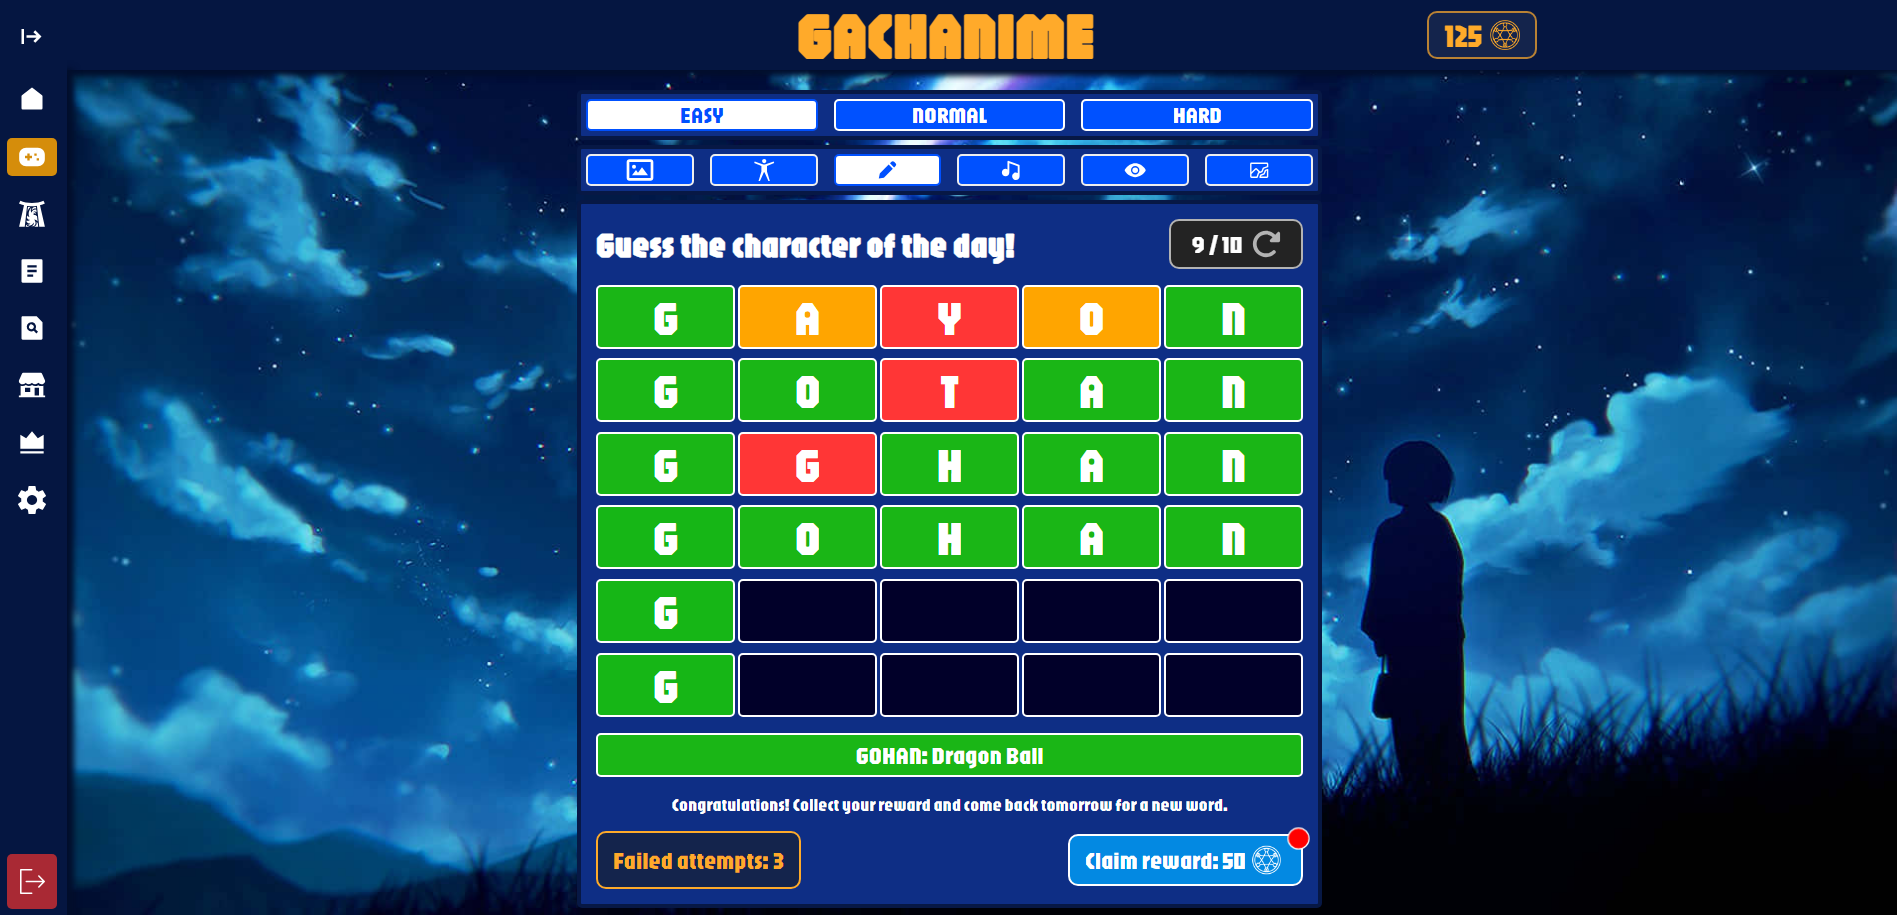 GACHANIME
125
EASY NORMAL HARD
Guess the character of the day!
9 / 10
G A Y O N
G O T A N
G G H A N
G O H A N
G
G
GOHAN: Dragon Ball
Congratulations! Collect your reward and come back tomorrow for a new word.
Failed attempts: 3
Claim reward: 50